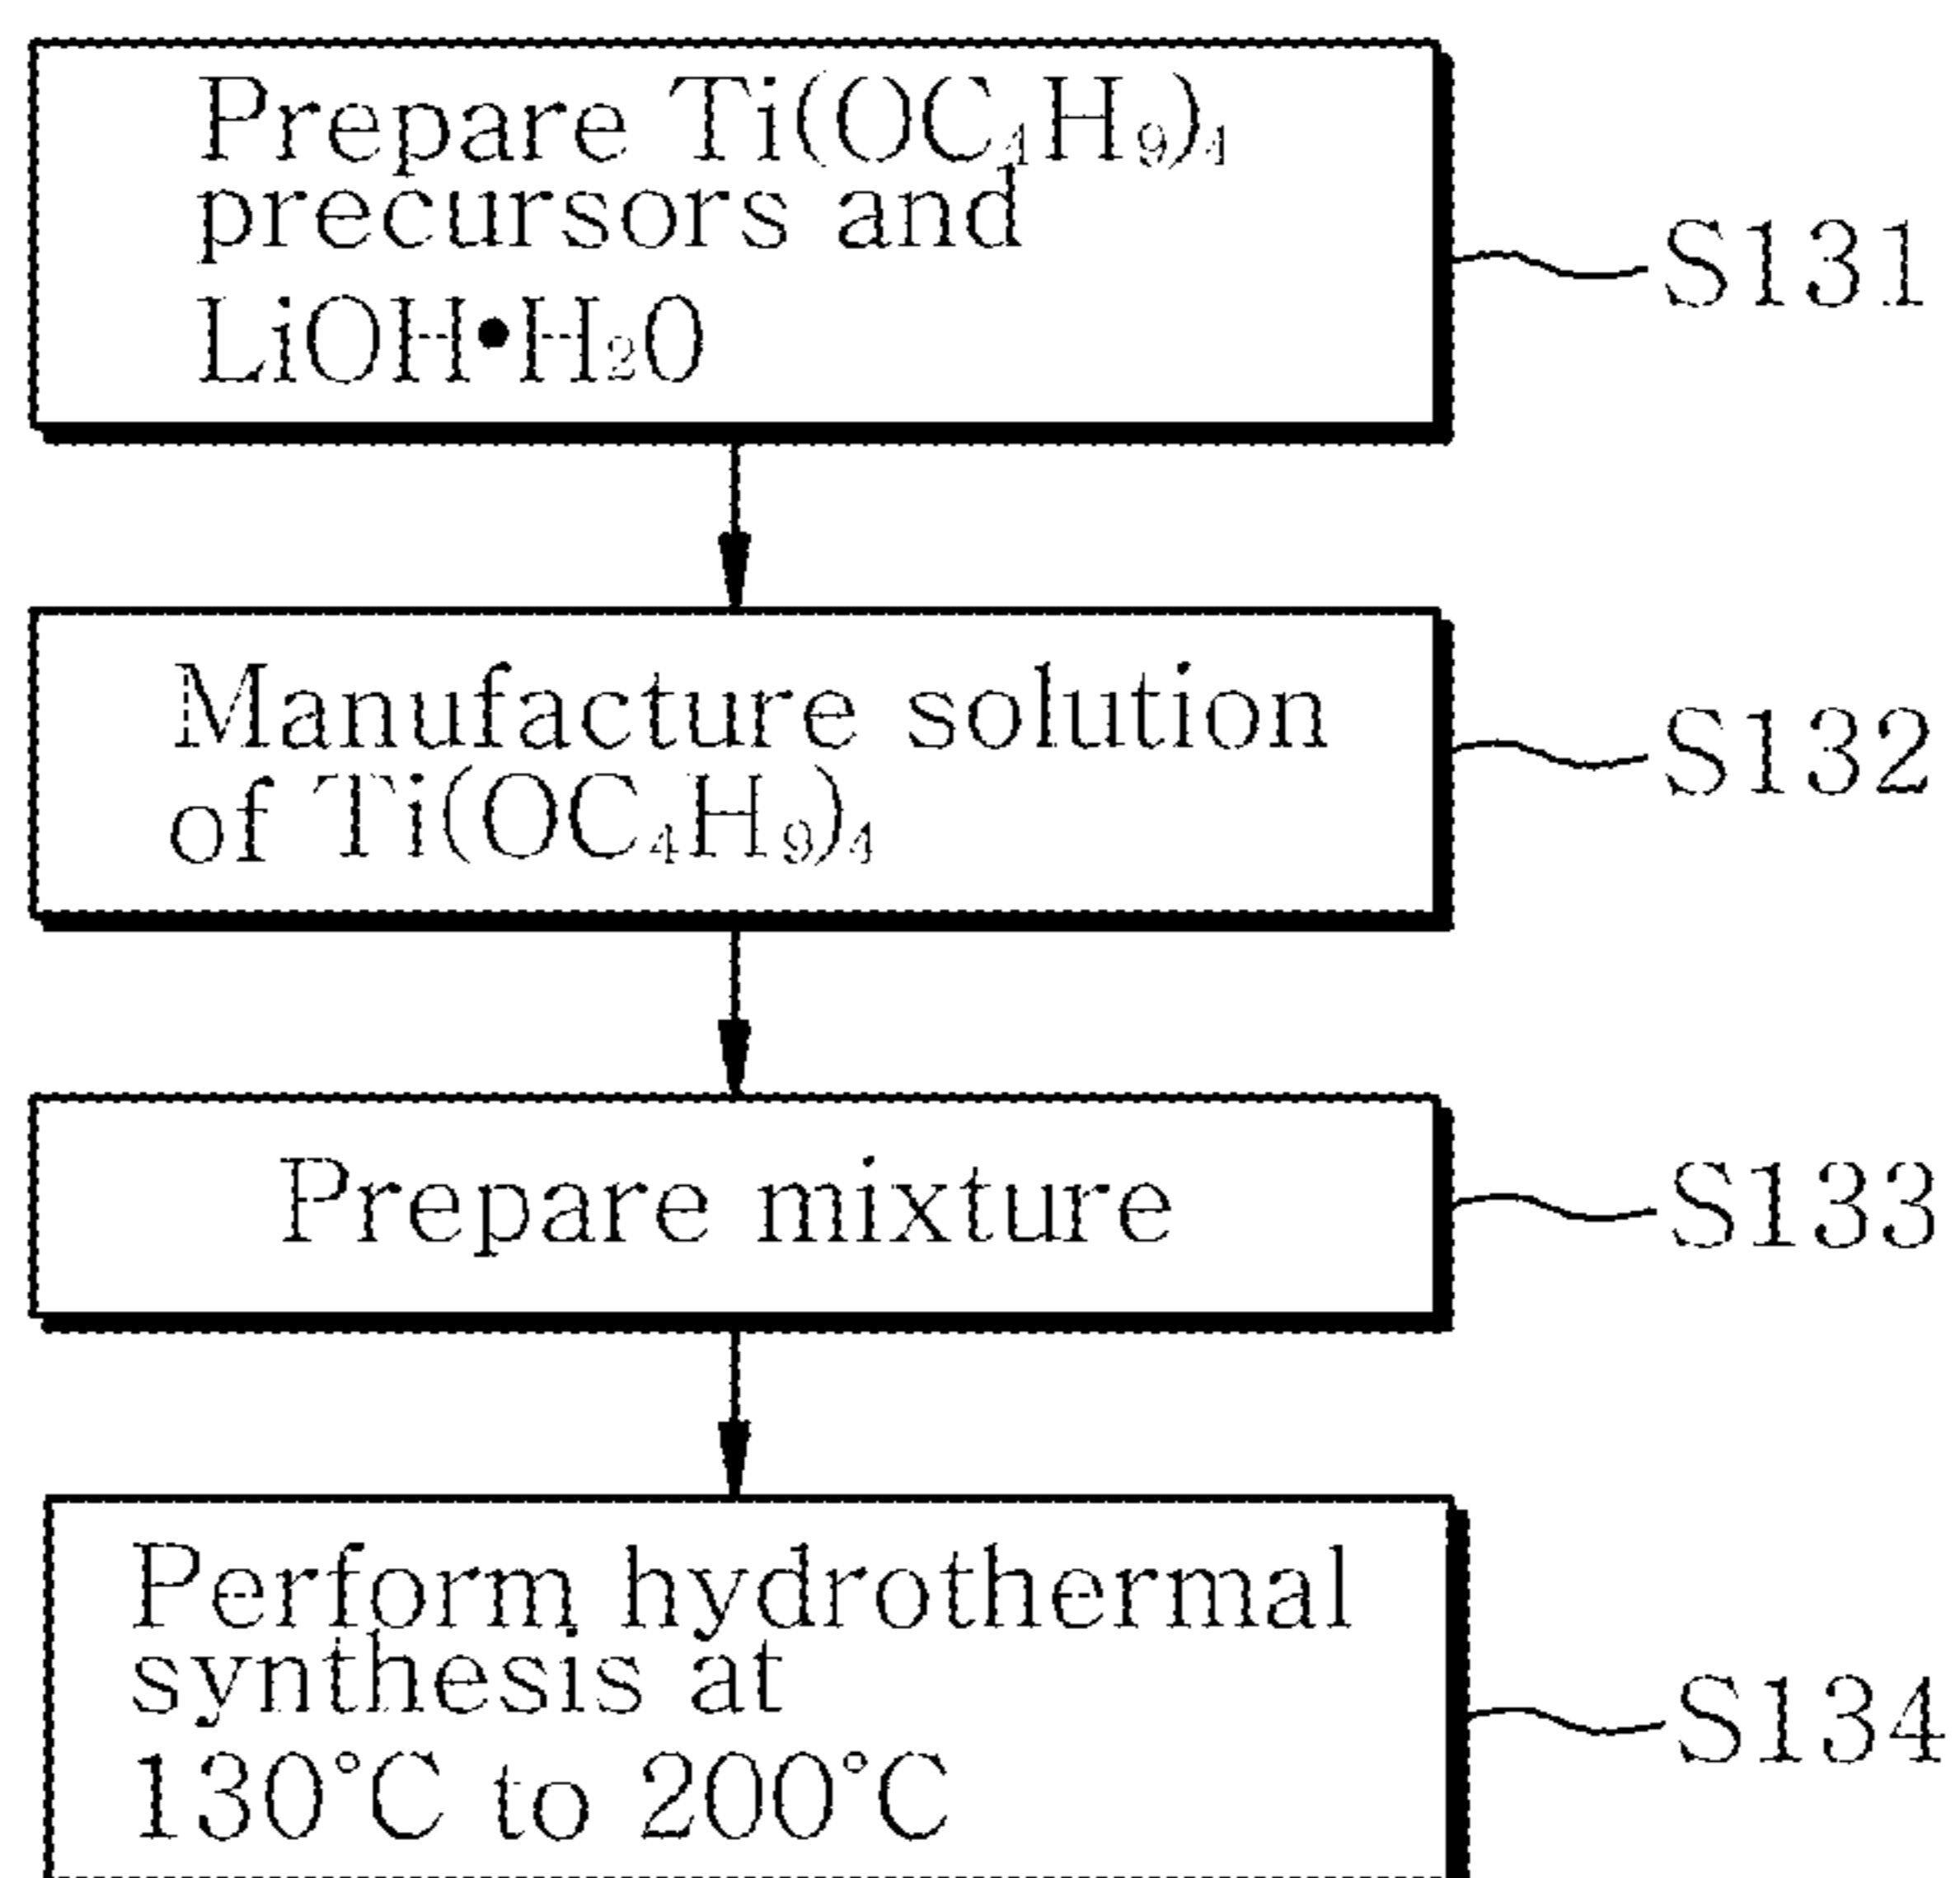 Prepare Ti(OC₄H₉)₄
precursors and
LiOH•H₂O
S131
Manufacture solution
of Ti(OC₄H₉)₄
S132
Prepare mixture
S133
Perform hydrothermal
synthesis at
130°C to 200°C
S134